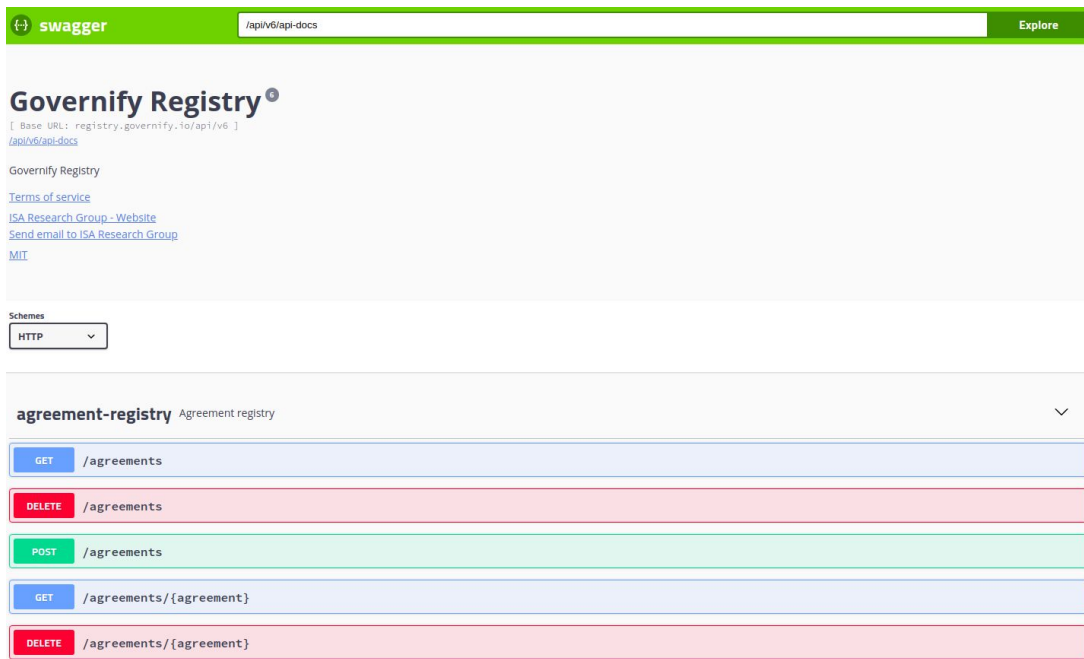 {··} swagger /api/v6/api-docs Explore
Governify Registry 6
[ Base URL: registry.governify.io/api/v6 ]
/api/v6/api-docs
Governify Registry
Terms of service
ISA Research Group - Website
Send email to ISA Research Group
MIT
Schemes
HTTP
agreement-registry Agreement registry
GET /agreements
DELETE /agreements
POST /agreements
GET /agreements/{agreement}
DELETE /agreements/{agreement}